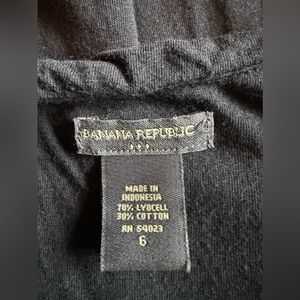 BANANA REPUBLIC
MADE IN
INDONESIA
70% LYOCELL
30% COTTON
RN 54023
6